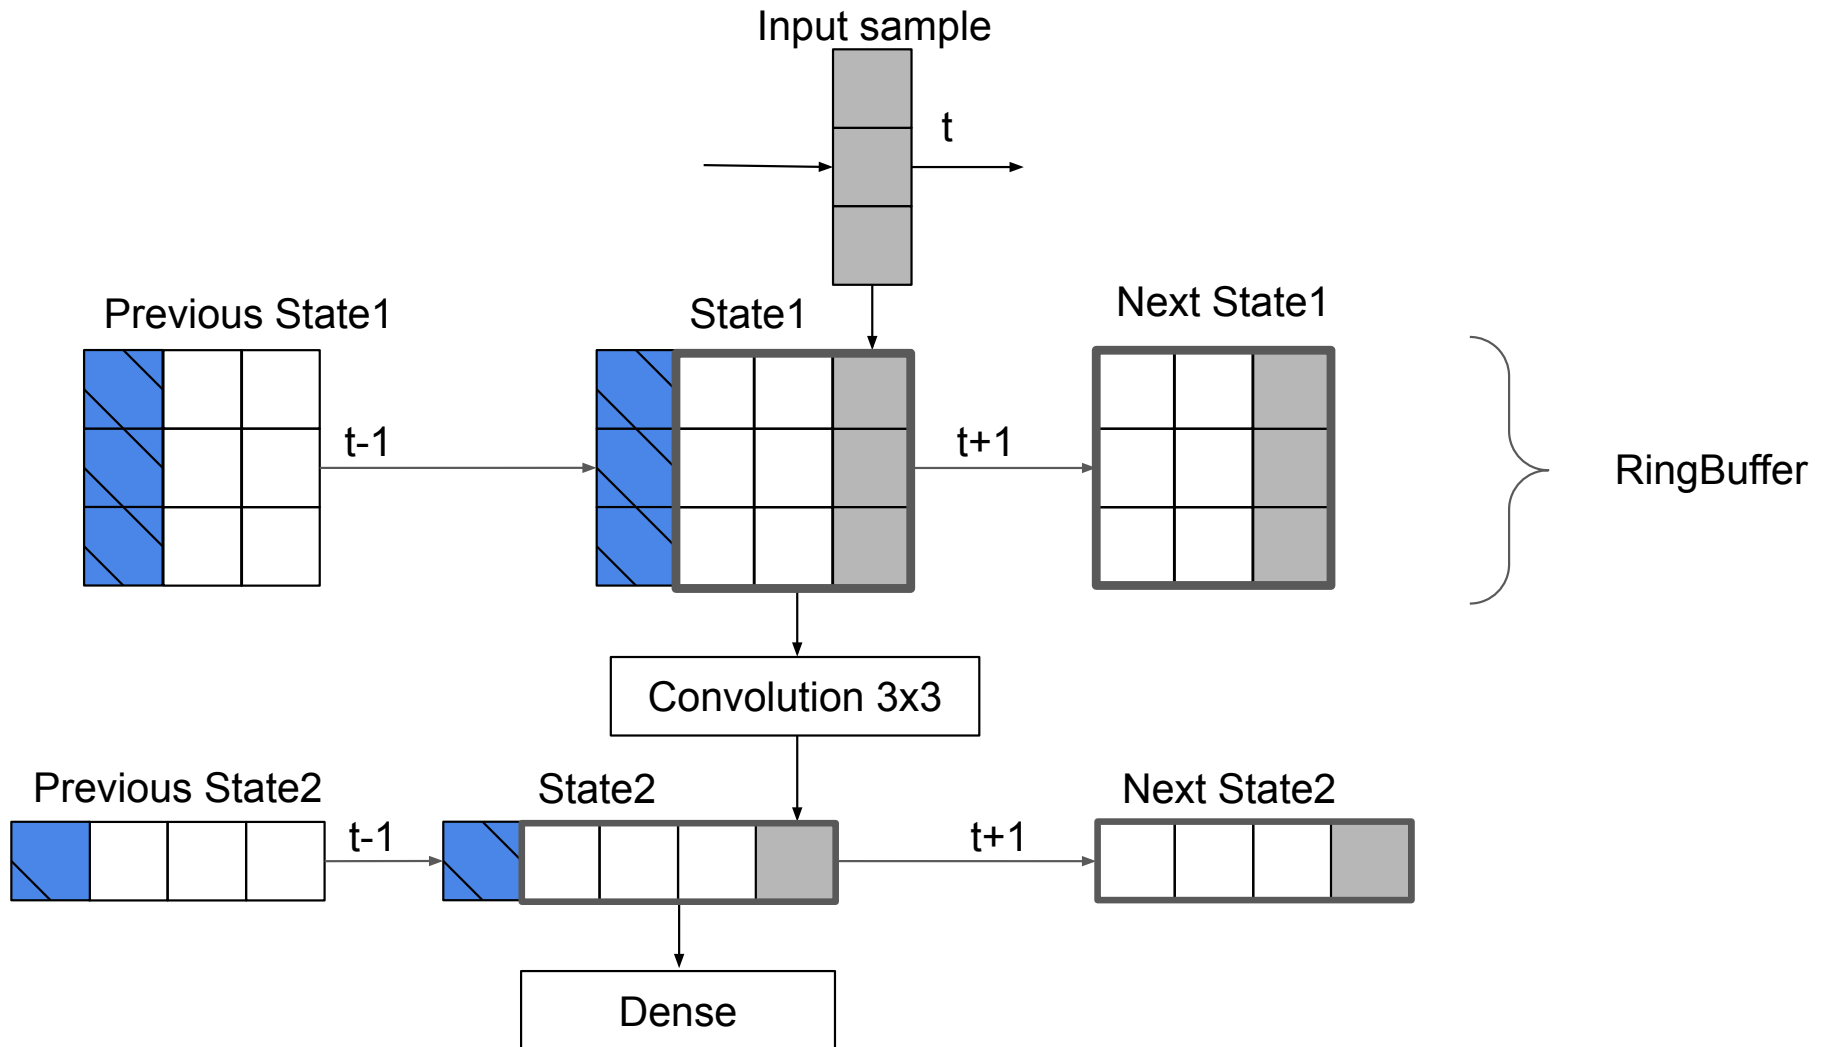 Input sample
t
Previous State1
State1
Next State1
t-1
t+1
RingBuffer
Convolution 3x3
Previous State2
State2
Next State2
t-1
t+1
Dense